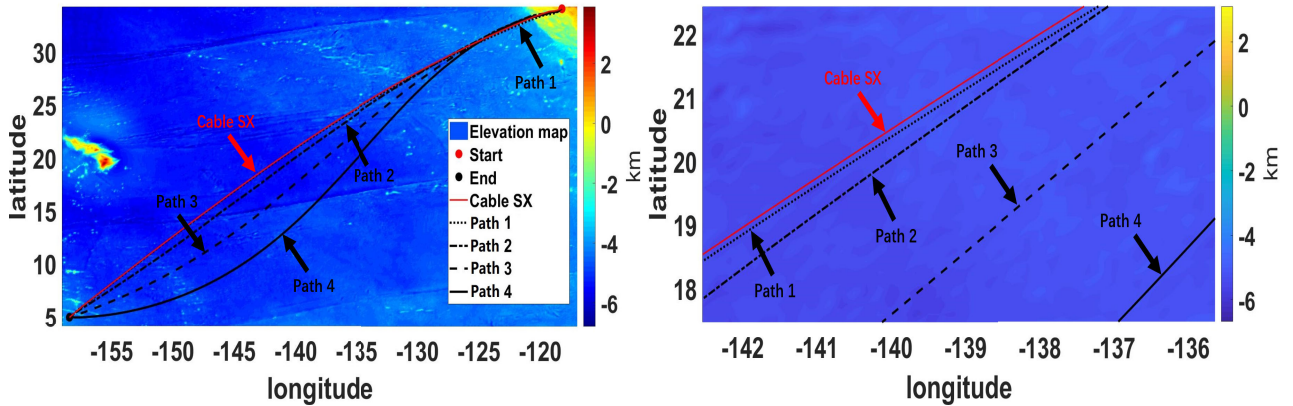 30
25
20
15
10
5
latitude
-155
-150
-145
-140
-135
-130
-125
-120
longitude
Cable SX
Path 1
Path 2
Path 3
Path 4
Elevation map
Start
End
Cable SX
Path 1
Path 2
Path 3
Path 4
2
0
-2
-4
-6
km
22
21
20
19
18
latitude
-142
-141
-140
-139
-138
-137
-136
longitude
Cable SX
Path 3
Path 4
Path 2
Path 1
2
0
-2
-4
-6
km